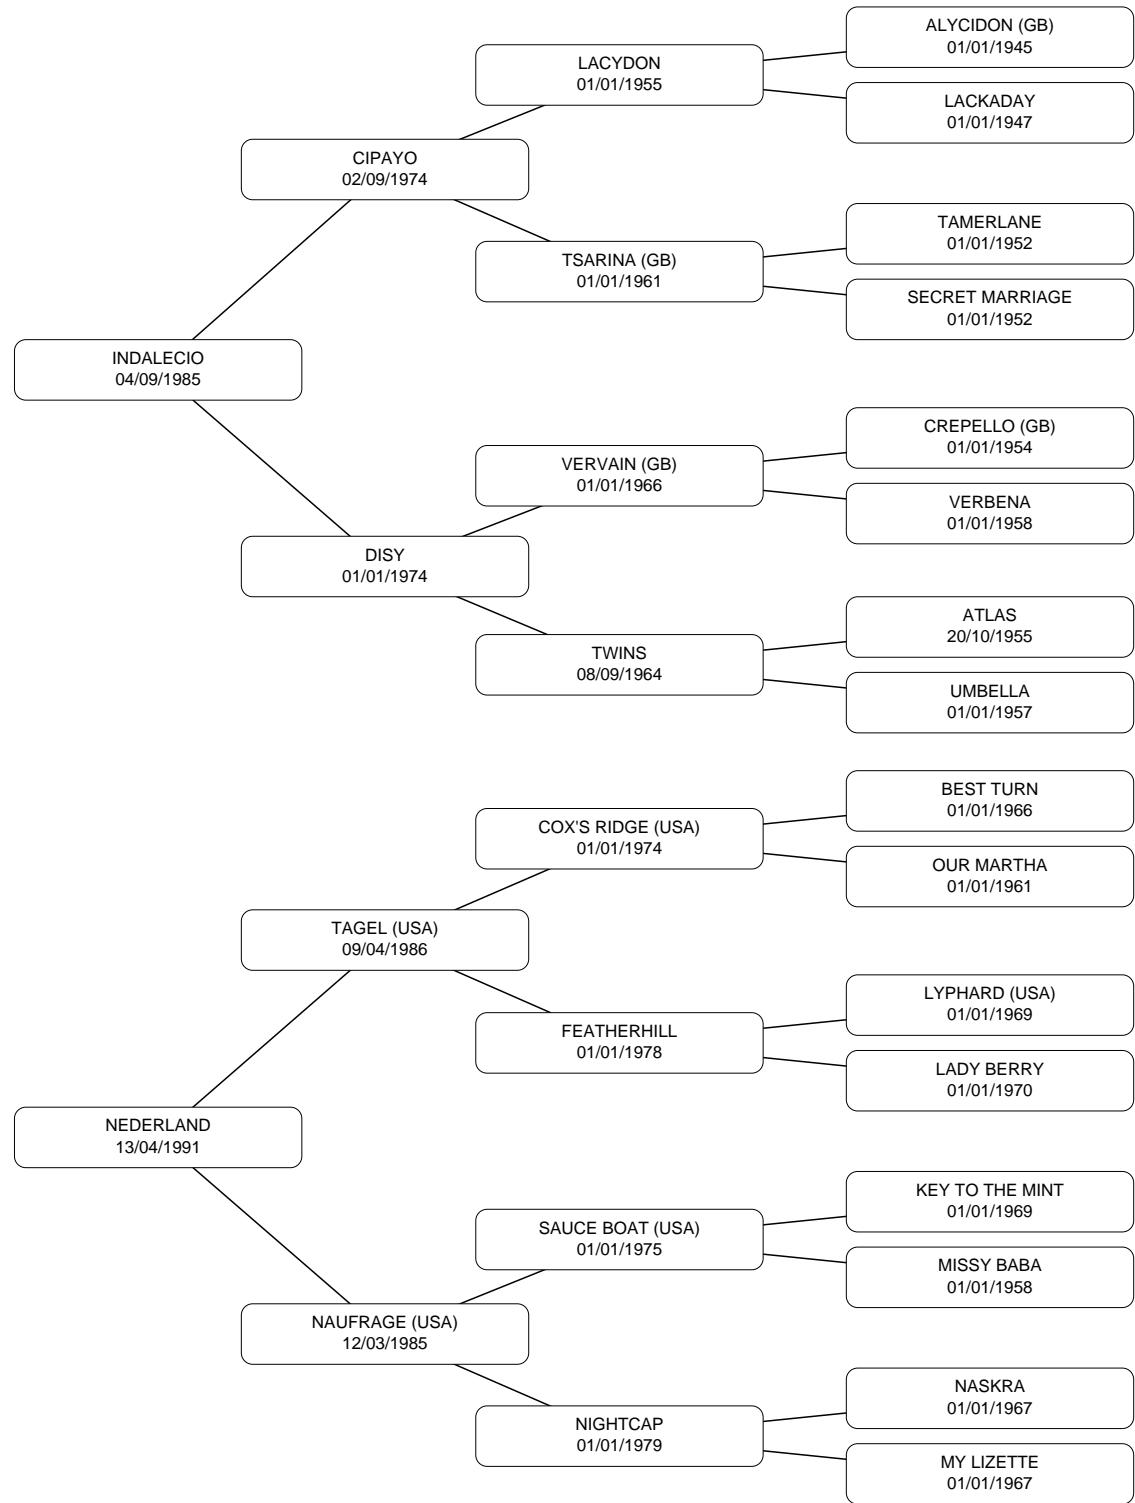 ALYCIDON (GB)
01/01/1945
LACYDON
01/01/1955
LACKADAY
01/01/1947
CIPAYO
02/09/1974
TAMERLANE
01/01/1952
TSARINA (GB)
01/01/1961
SECRET MARRIAGE
01/01/1952
INDALECIO
04/09/1985
CREPELLO (GB)
01/01/1954
VERVAIN (GB)
01/01/1966
VERBENA
01/01/1958
DISY
01/01/1974
ATLAS
20/10/1955
TWINS
08/09/1964
UMBELLA
01/01/1957
BEST TURN
01/01/1966
COX'S RIDGE (USA)
01/01/1974
OUR MARTHA
01/01/1961
TAGEL (USA)
09/04/1986
LYPHARD (USA)
01/01/1969
FEATHERHILL
01/01/1978
LADY BERRY
01/01/1970
NEDERLAND
13/04/1991
KEY TO THE MINT
01/01/1969
SAUCE BOAT (USA)
01/01/1975
MISSY BABA
01/01/1958
NAUFRAGE (USA)
12/03/1985
NASKRA
01/01/1967
NIGHTCAP
01/01/1979
MY LIZETTE
01/01/1967